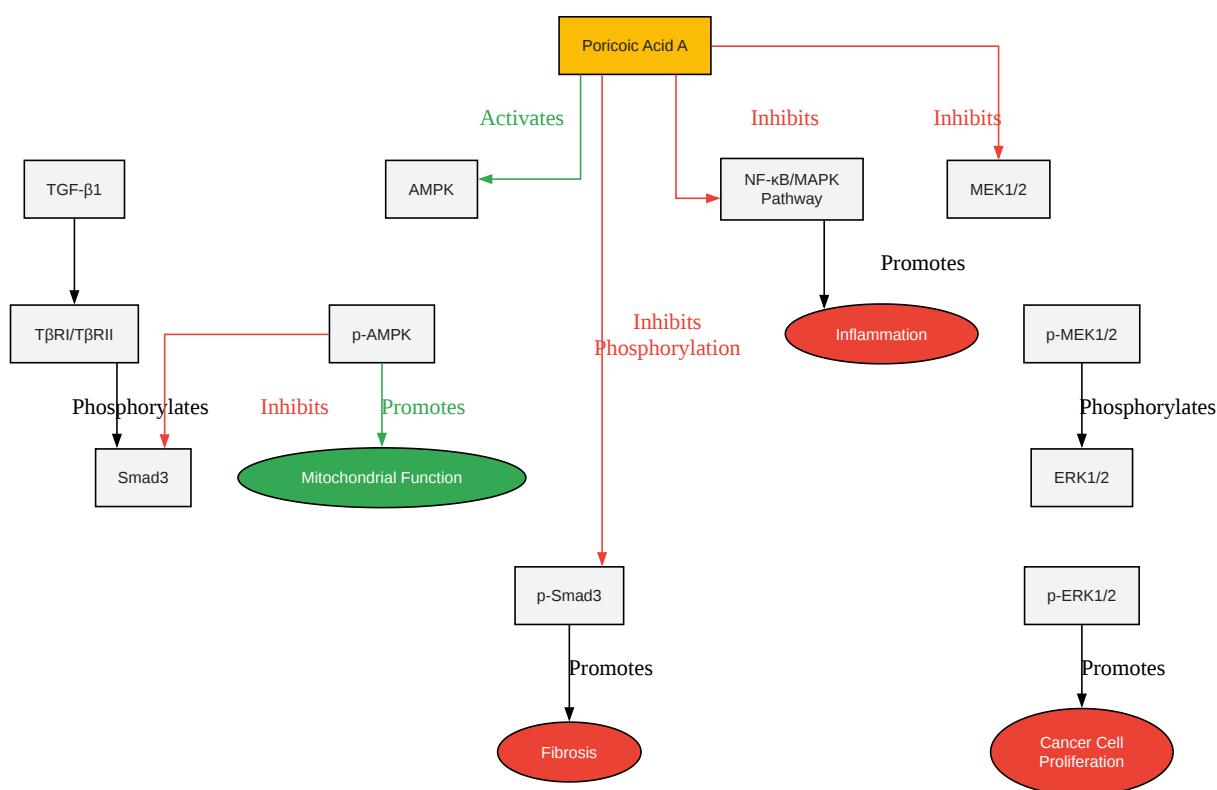 Poricoic Acid A
Activates
Inhibits
Inhibits
TGF-β1
AMPK
NF-κB/MAPK
Pathway
MEK1/2
Promotes
TβRI/TβRII
p-AMPK
Inhibits
Phosphorylation
Inflammation
p-MEK1/2
Phosphorylates
Inhibits
Promotes
Phosphorylates
Smad3
Mitochondrial Function
ERK1/2
p-Smad3
p-ERK1/2
Promotes
Promotes
Fibrosis
Cancer Cell
Proliferation